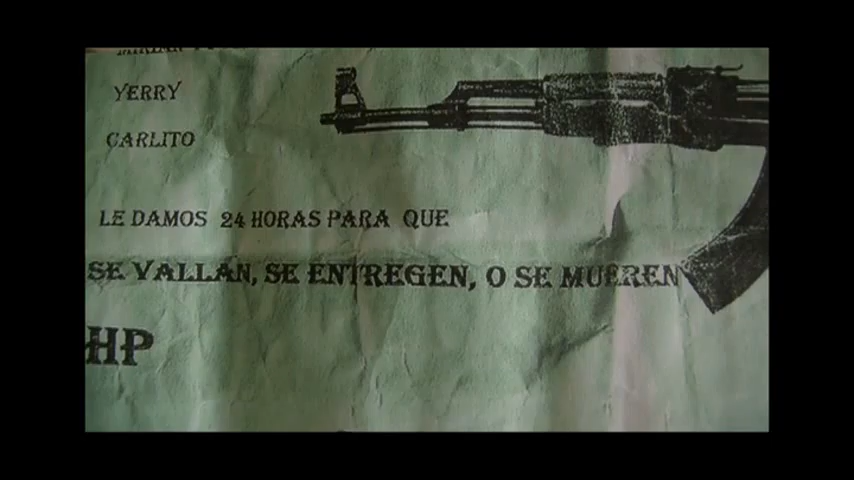 YERRY
CARLITO
LE DAMOS 24 HORAS PARA QUE
SE VALLAN, SE ENTREGEN, O SE MUEREN
HP